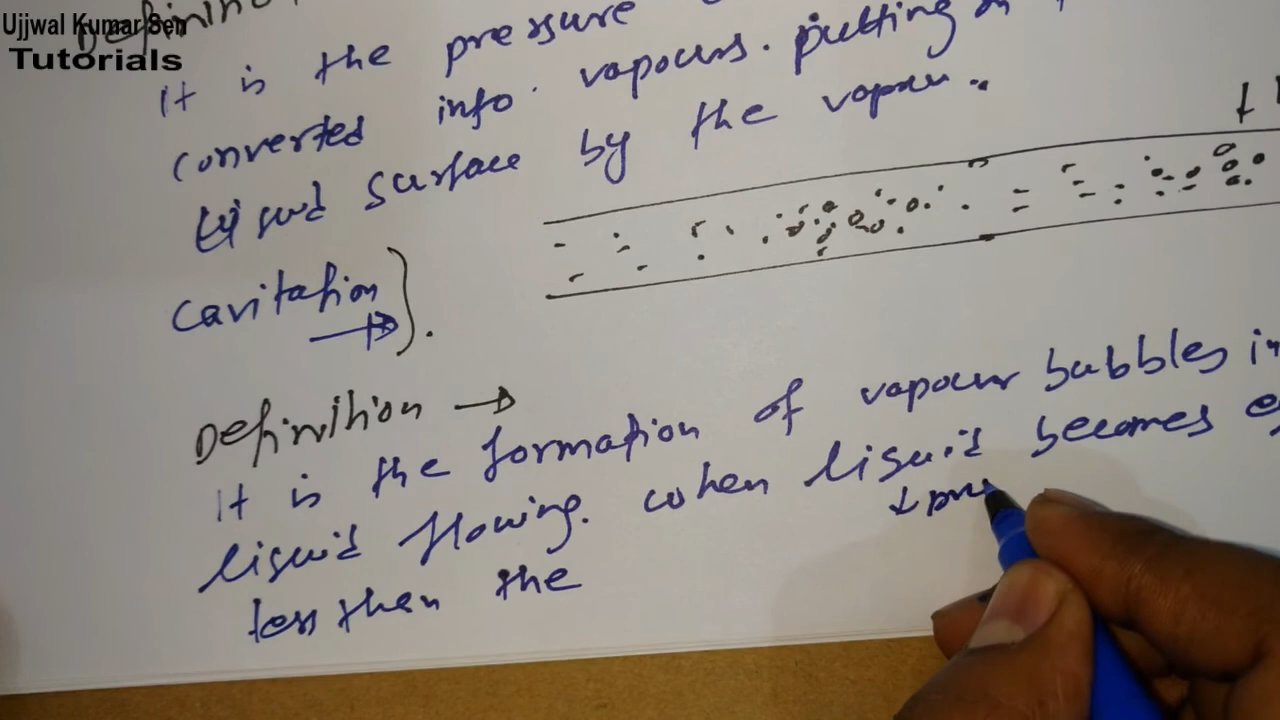 Ujjwal Kumar Sen
Tutorials
It is the pressure
converted into vapours. putting on
liquid surface by the vapour..
cavitation
Definition →
It is the formation of vapour bubbles in
liquid flowing. when liquid becomes
↓
less than the